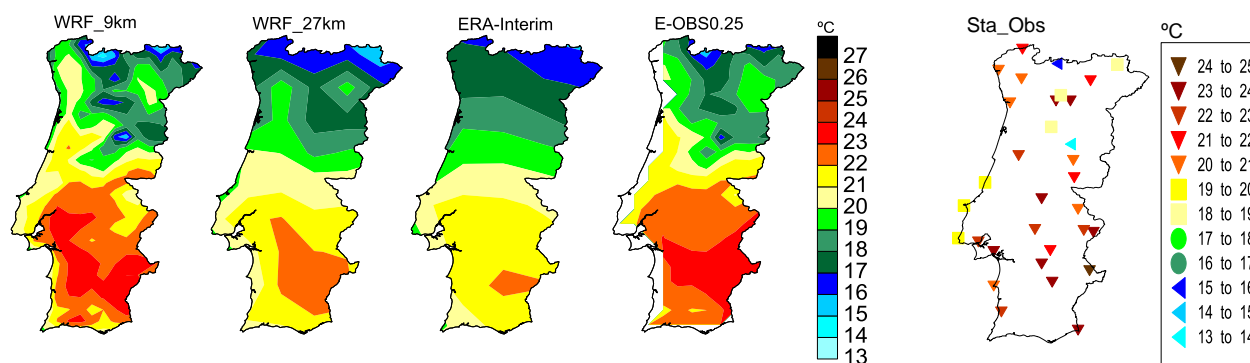 WRF_9km
WRF_27km
ERA-Interim
E-OBS0.25
ºC
27
26
25
24
23
22
21
20
19
18
17
16
15
14
13
Sta_Obs
ºC
24 to 25
23 to 24
22 to 23
21 to 22
20 to 21
19 to 20
18 to 19
17 to 18
16 to 17
15 to 16
14 to 15
13 to 14